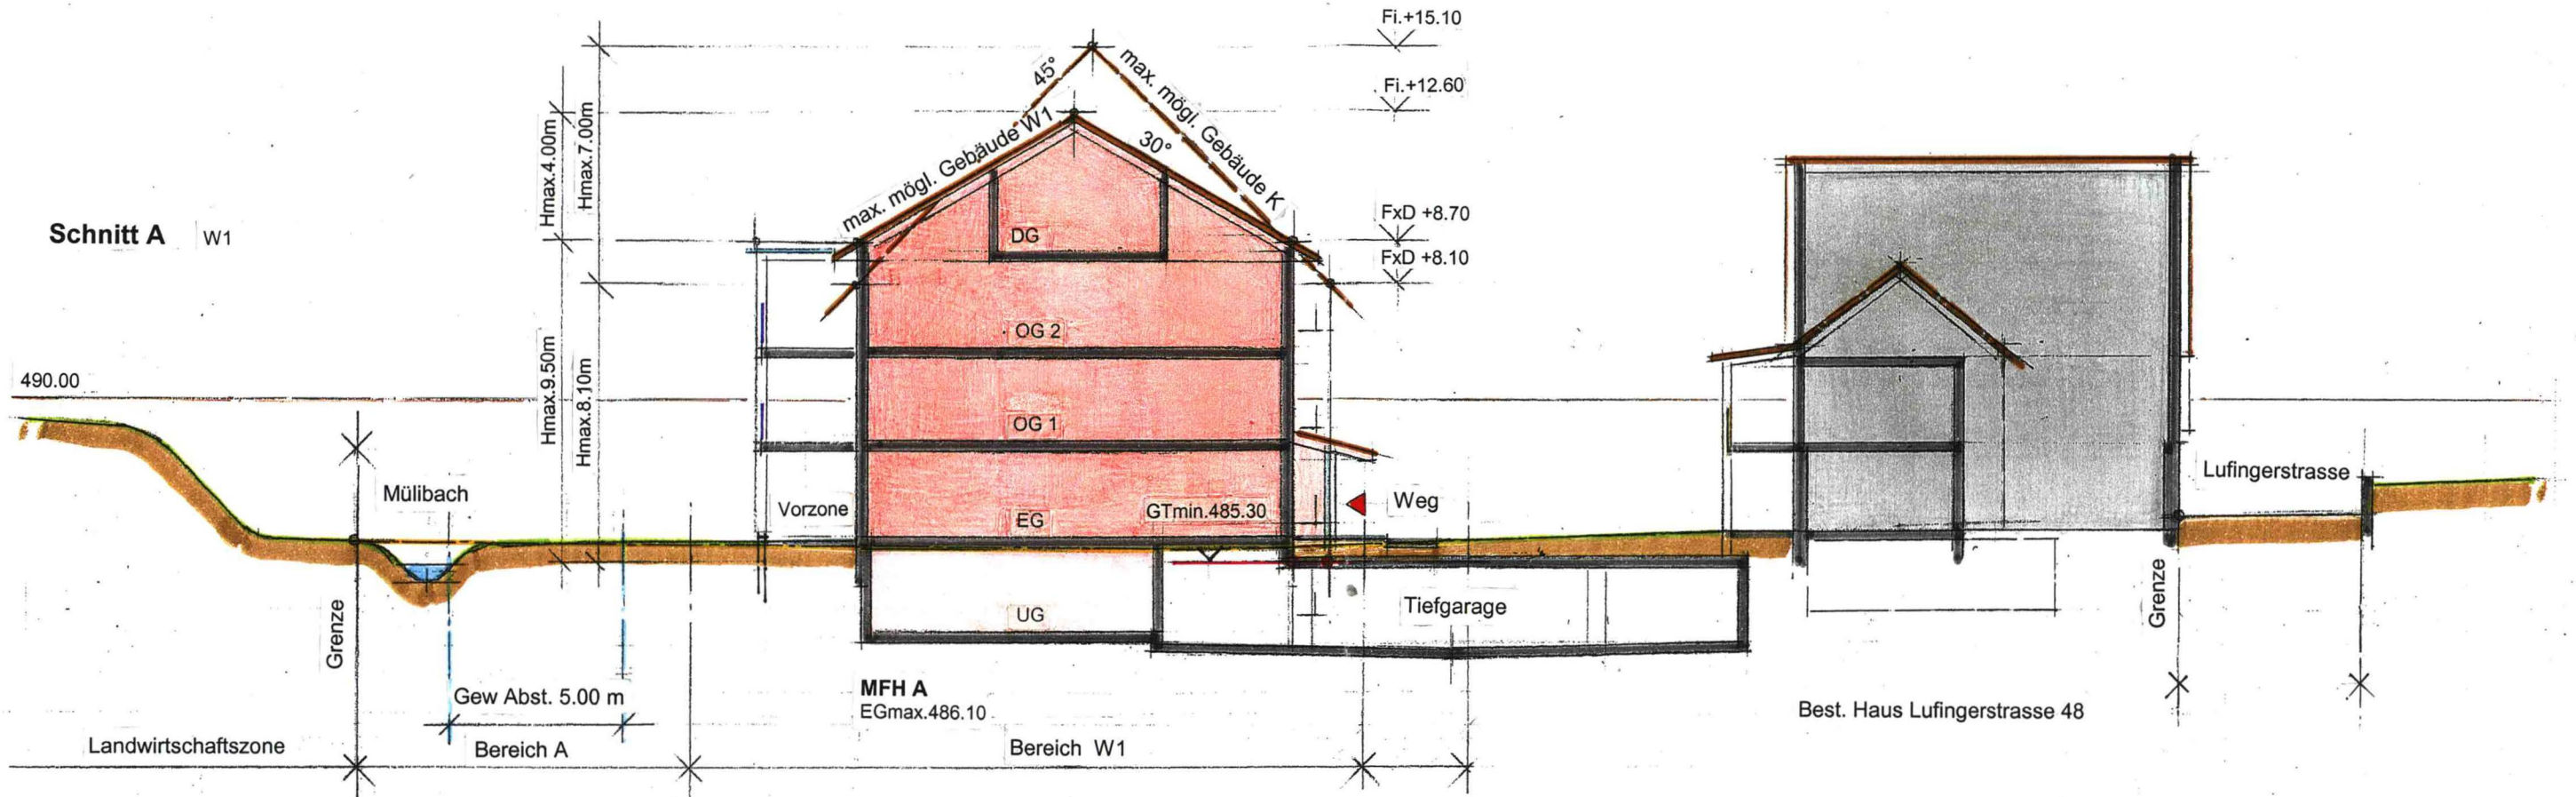 Fi.+15.10
Fi.+12.60
45°
max. mögl. Gebäude K
max. mögl. Gebäude W1
30°
Hmax.4.00m
Hmax.7.00m
FxD +8.70
FxD +8.10
Schnitt A W1
DG
OG 2
OG 1
EG
UG
490.00
Hmax.9.50m
Hmax.8.10m
Mülibach
Vorzone
GTmin.485.30
Weg
Lufingerstrasse
Tiefgarage
Grenze
Grenze
Gew Abst. 5.00 m
MFH A
EGmax.486.10
Best. Haus Lufingerstrasse 48
Landwirtschaftszone
Bereich A
Bereich W1